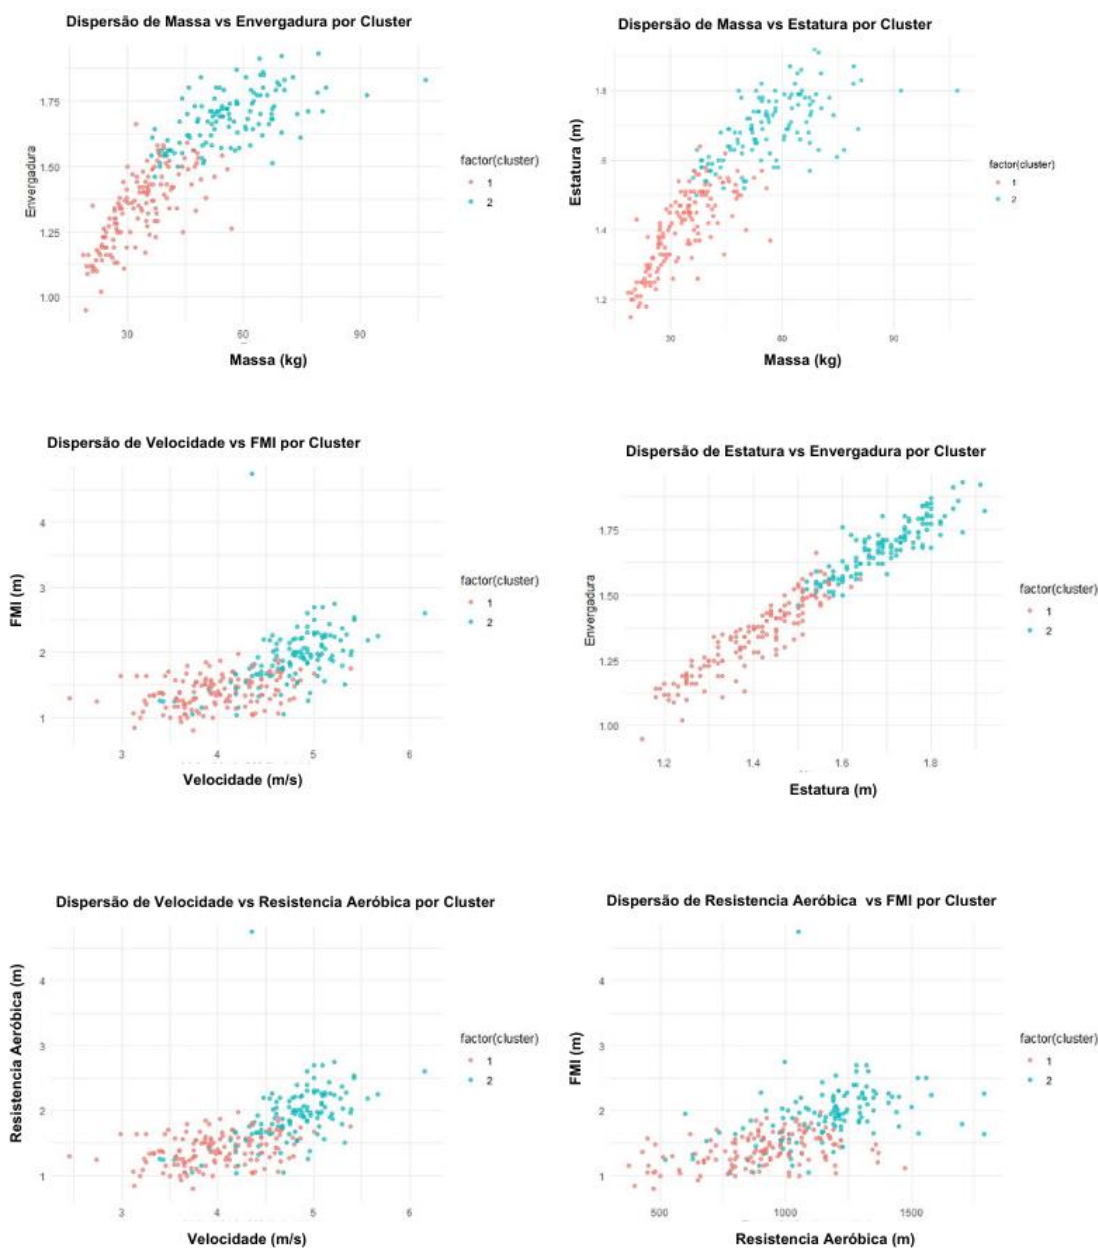 Dispersão de Massa vs Envergadura por Cluster
Envergadura
1.75
1.50
1.25
1.00
30
60
90
Massa (kg)
factor(cluster)
1
2
Dispersão de Massa vs Estatura por Cluster
Estatura (m)
1.8
.6
1.4
1.2
30
60
90
Massa (kg)
factor(cluster)
1
2
Dispersão de Velocidade vs FMI por Cluster
FMI (m)
4
3
2
1
3
4
5
6
Velocidade (m/s)
factor(cluster)
1
2
Dispersão de Estatura vs Envergadura por Cluster
Envergadura
1.75
1.50
1.25
1.00
1.2
1.4
1.6
1.8
Estatura (m)
factor(cluster)
1
2
Dispersão de Velocidade vs Resistencia Aeróbica por Cluster
Resistencia Aeróbica (m)
4
3
2
1
3
4
5
6
Velocidade (m/s)
factor(cluster)
1
2
Dispersão de Resistencia Aeróbica vs FMI por Cluster
FMI (m)
4
3
2
1
500
1000
1500
Resistencia Aeróbica (m)
factor(cluster)
1
2